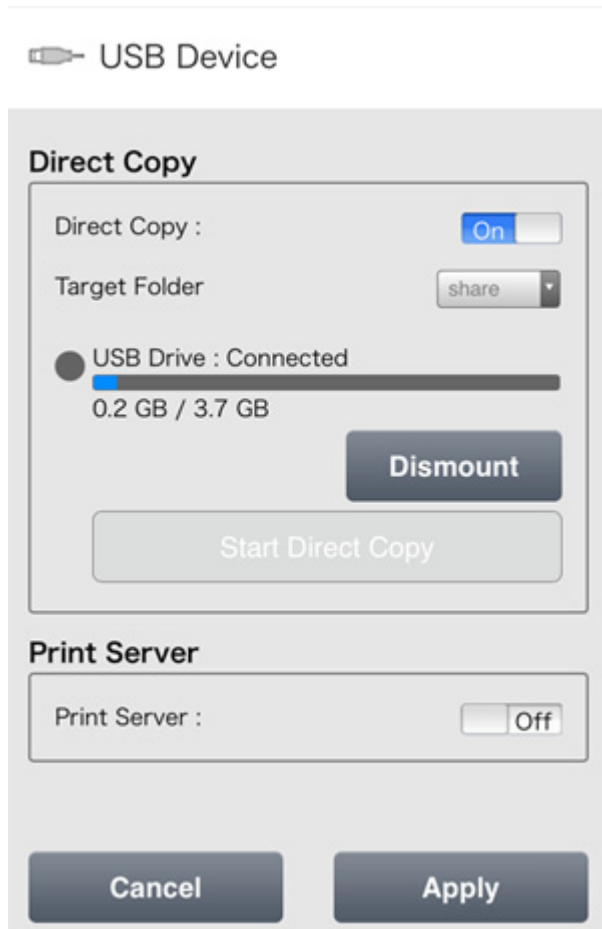 USB Device
Direct Copy
Direct Copy : On
Target Folder share
USB Drive : Connected
0.2 GB / 3.7 GB
Dismount
Start Direct Copy
Print Server
Print Server : Off
Cancel Apply